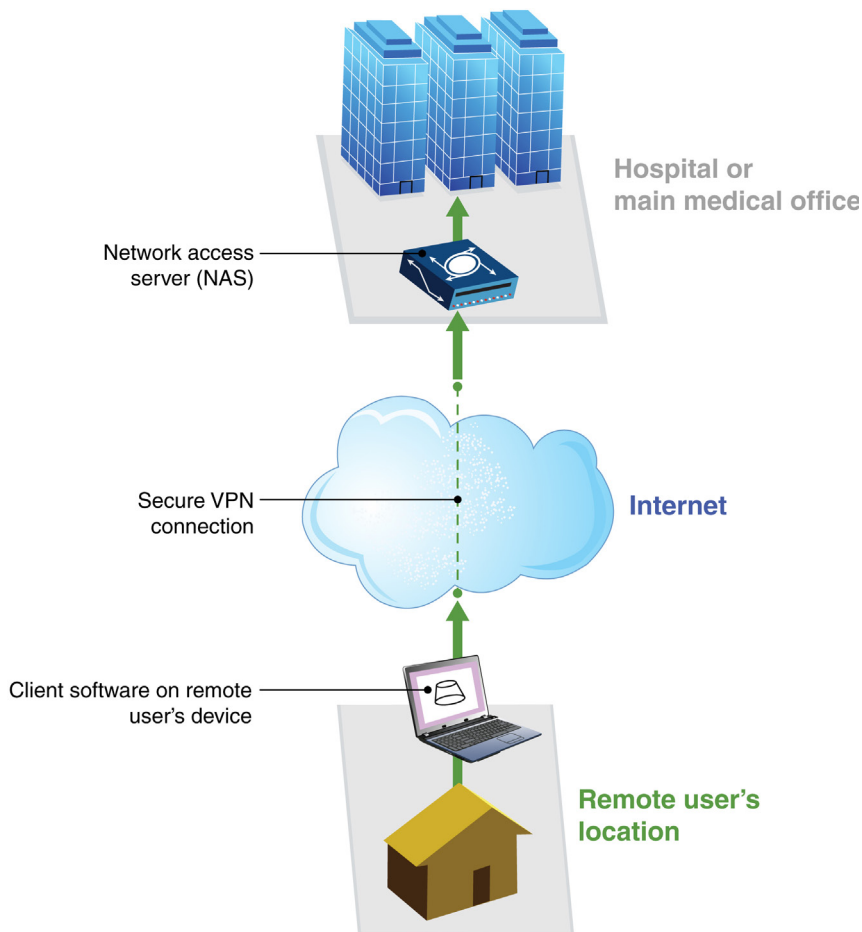 Hospital or
main medical office
Network access
server (NAS)
Secure VPN
connection
Internet
Client software on remote
user's device
Remote user's
location